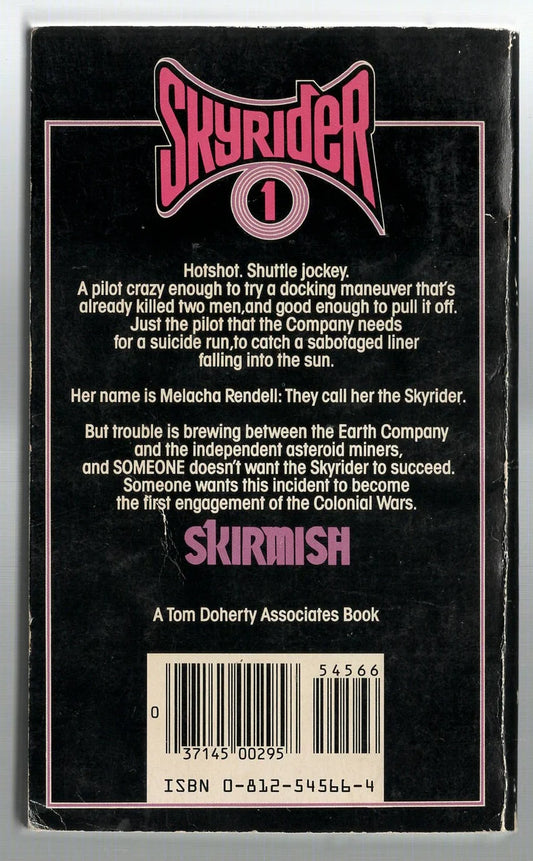 SKYRIDER
1
Hotshot. Shuttle jockey.
A pilot crazy enough to try a docking maneuver that's
already killed two men,and good enough to pull it off.
Just the pilot that the Company needs
for a suicide run,to catch a sabotaged liner
falling into the sun.
Her name is Melacha Rendell: They call her the Skyrider.
But trouble is brewing between the Earth Company
and the independent asteroid miners,
and SOMEONE doesn't want the Skyrider to succeed.
Someone wants this incident to become
the first engagement of the Colonial Wars.
SKIRMISH
A Tom Doherty Associates Book
54566
0
37145 00295
ISBN 0-812-54566-4